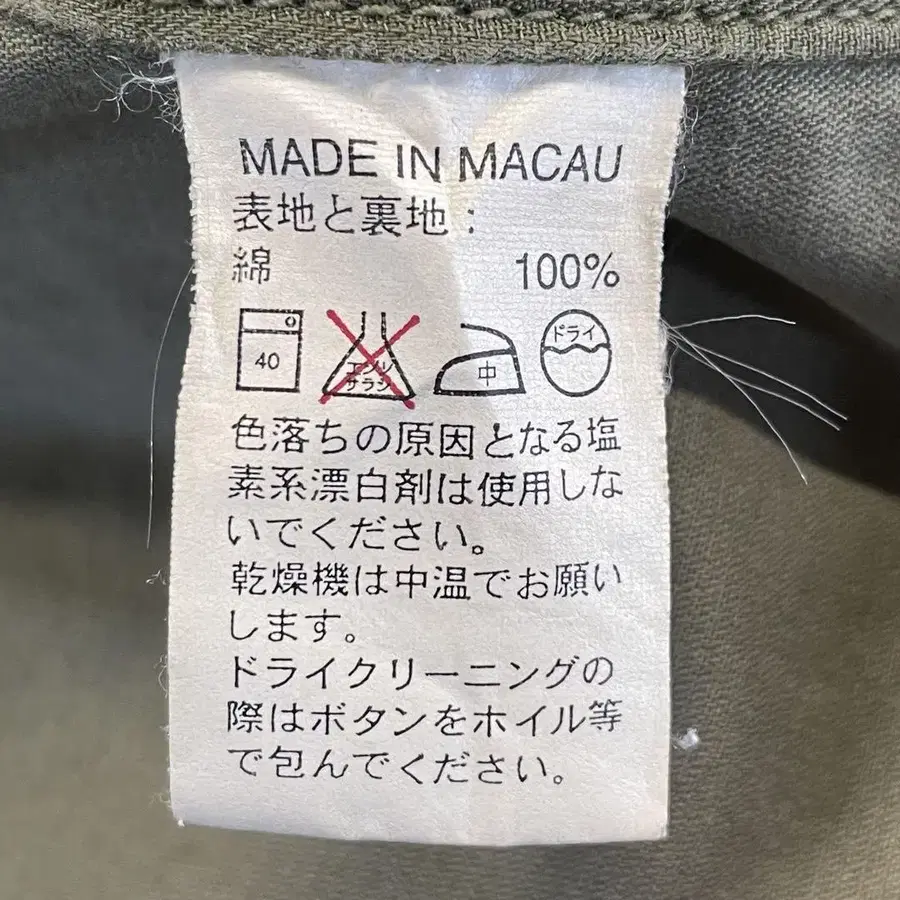 MADE IN MACAU
表地と裏地:
綿 100%
40 エンソ サラシ 中 ドライ
色落ちの原因となる塩
素系漂白剤は使用しな
いでください。
乾燥機は中温でお願い
します。
ドライクリーニングの
際はボタンをホイル等
で包んでください。